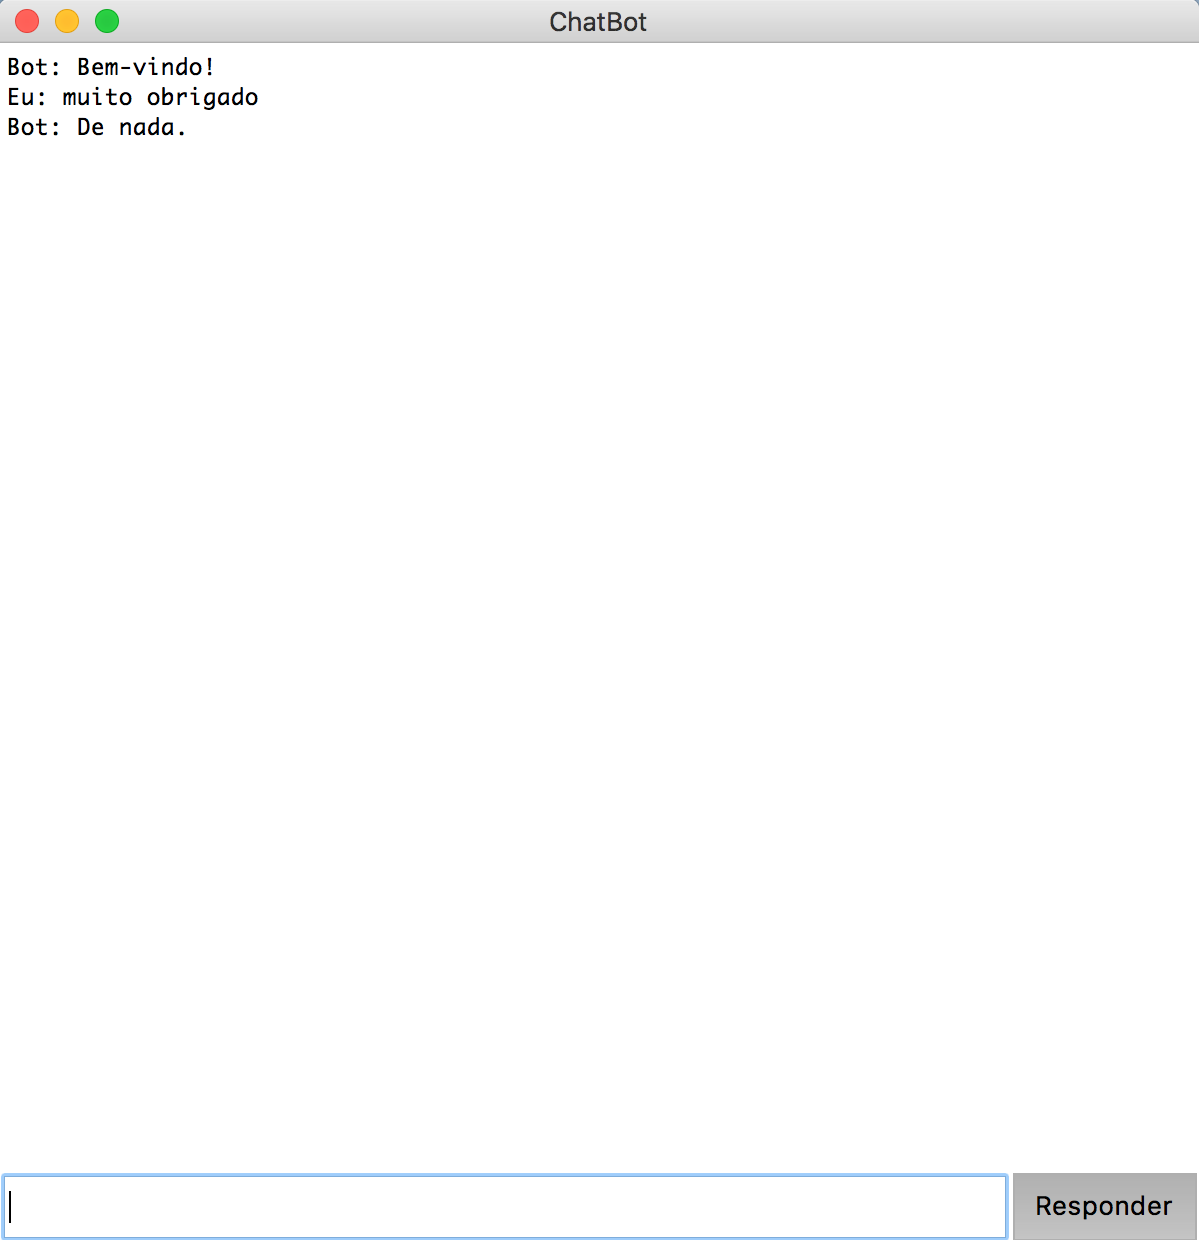 ChatBot
Bot: Bem-vindo!
Eu: muito obrigado
Bot: De nada.
Responder